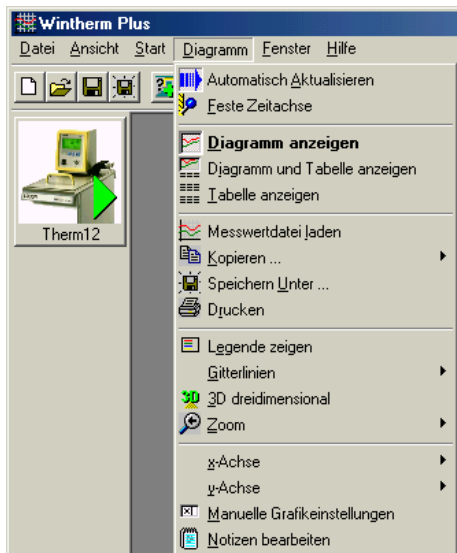 Wintherm Plus
Datei Ansicht Start Diagramm Fenster Hilfe
Automatisch Aktualisieren
Feste Zeitachse
Diagramm anzeigen
Diagramm und Tabelle anzeigen
Tabelle anzeigen
Messwertdatei laden
Kopieren ...
Speichern Unter ...
Drucken
Legende zeigen
Gitterlinien
3D dreidimensional
Zoom
x-Achse
y-Achse
Manuelle Grafikeinstellungen
Notizen bearbeiten
Therm12